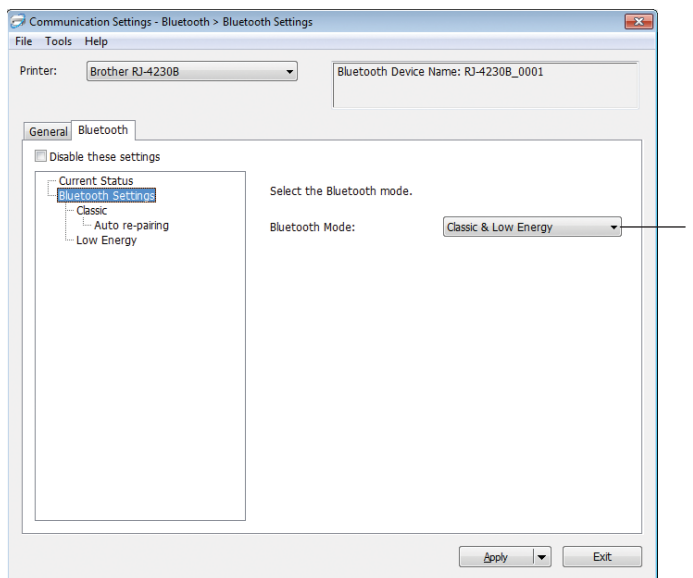 Communication Settings - Bluetooth > Bluetooth Settings
File Tools Help
Printer: Brother RJ-4230B Bluetooth Device Name: RJ-4230B_0001
General Bluetooth
Disable these settings
Current Status
Bluetooth Settings
Classic
Auto re-pairing
Low Energy
Select the Bluetooth mode.
Bluetooth Mode: Classic & Low Energy
Apply Exit